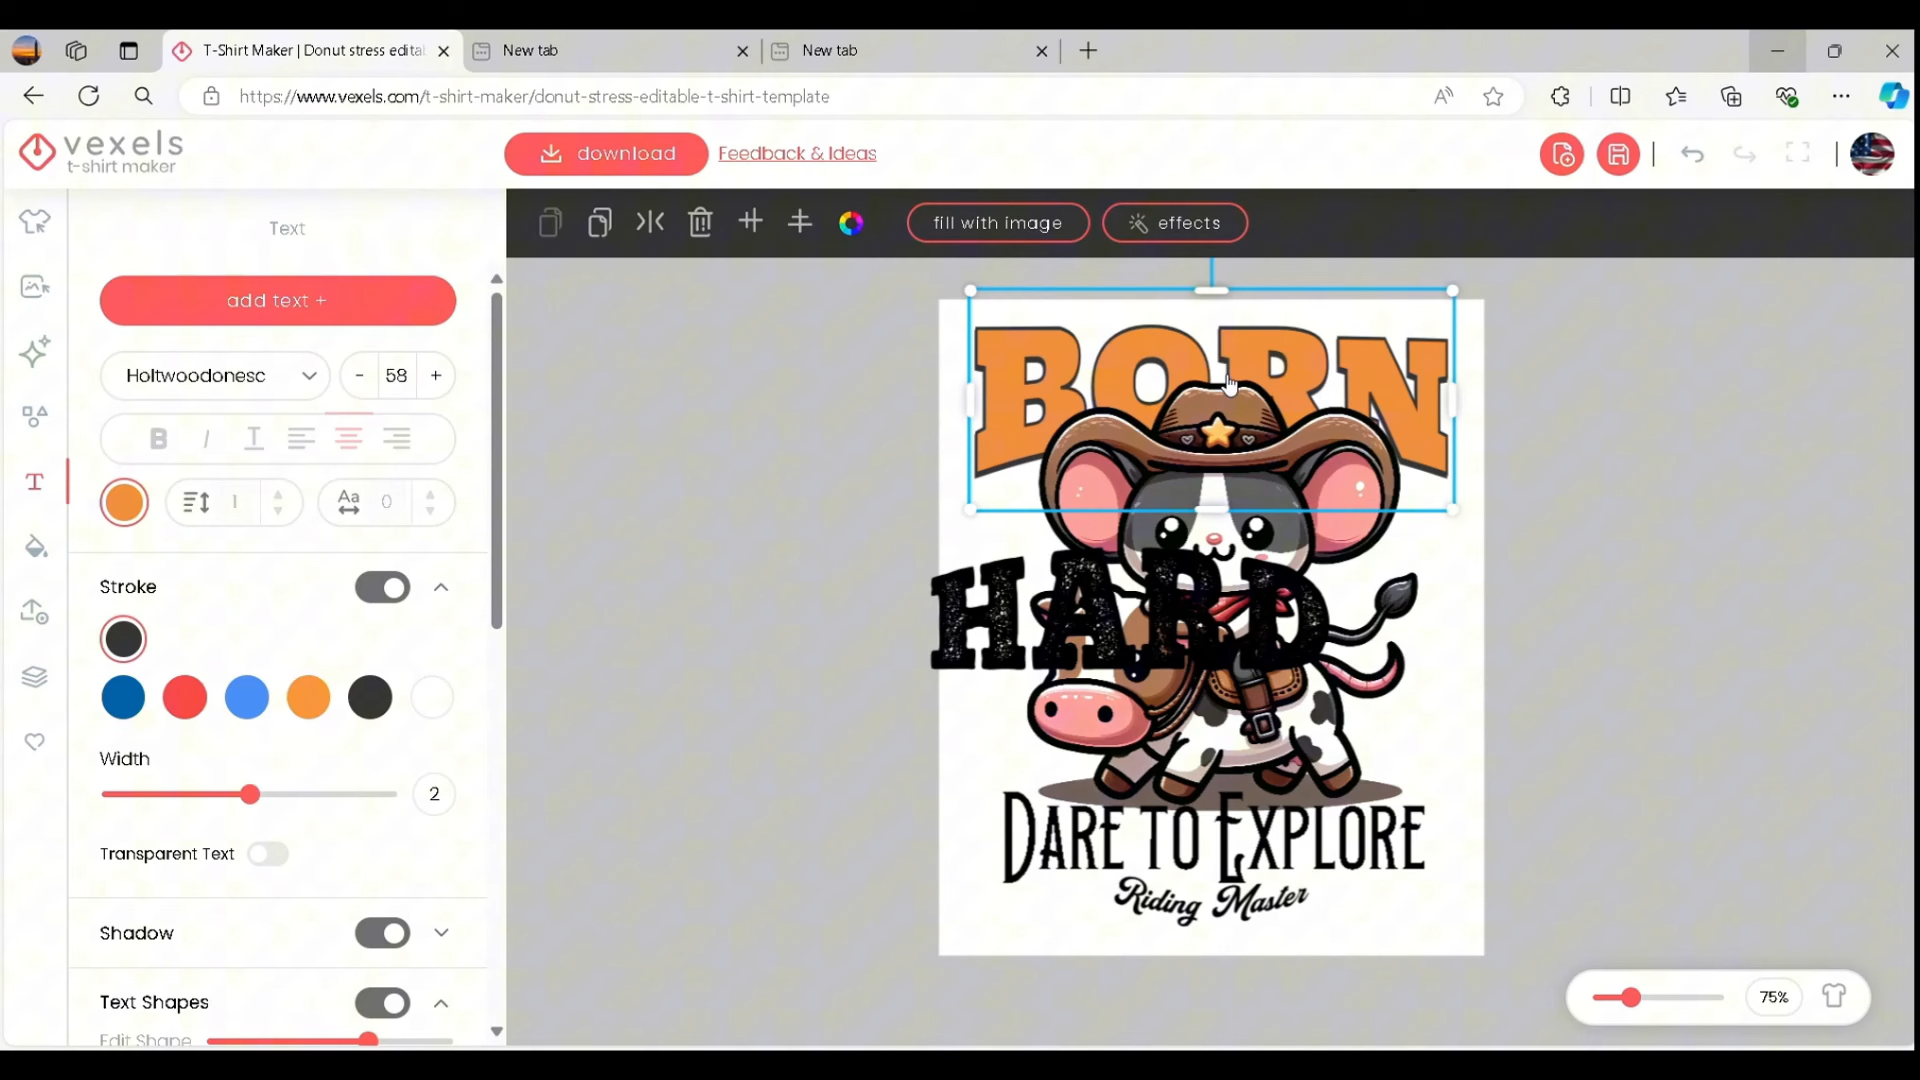 T-Shirt Maker | Donut stress edita
New tab
New tab
https://www.vexels.com/t-shirt-maker/donut-stress-editable-t-shirt-template
vexels
t-shirt maker
download
Feedback & Ideas
Text
add text +
Holtwoodonesc
- 58 +
B I T
1
Aa 0
Stroke
Width
2
Transparent Text
Shadow
Text Shapes
Edit Shape
fill with image
effects
BORN
HARD
DARE TO EXPLORE
Riding Master
75%